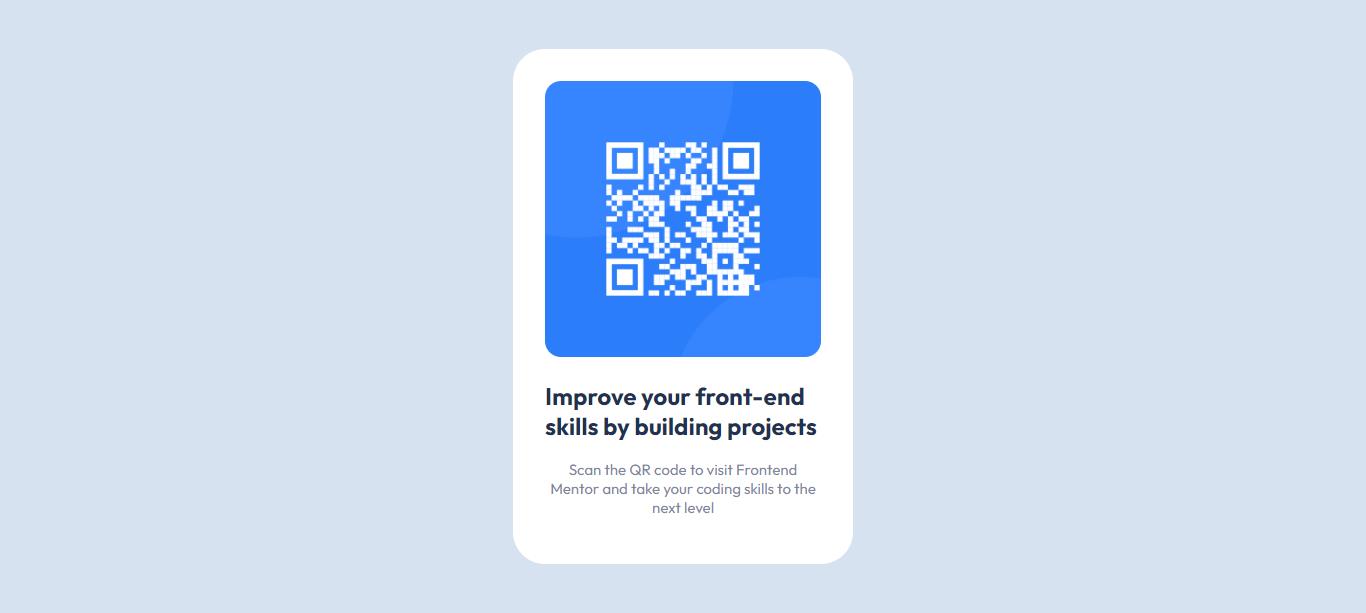 Improve your front-end
skills by building projects
Scan the QR code to visit Frontend
Mentor and take your coding skills to the
next level